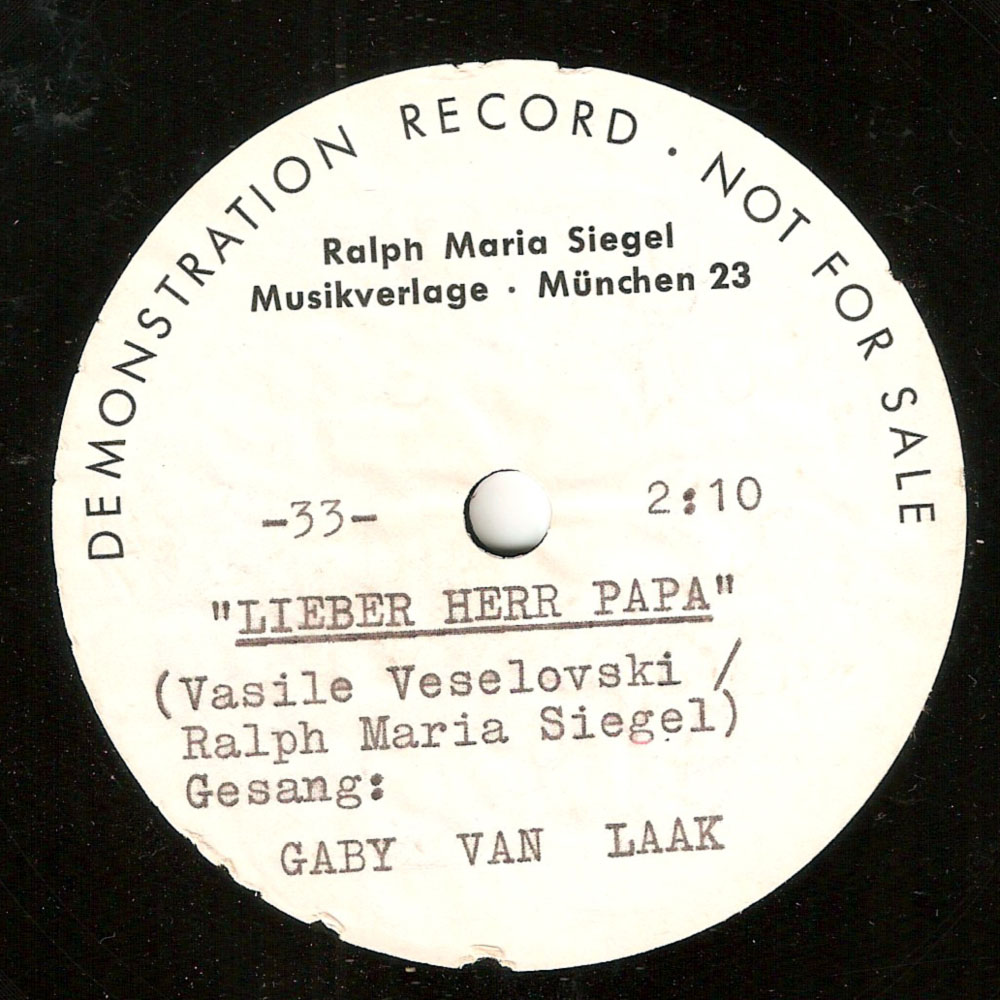 DEMONSTRATION RECORD · NOT FOR SALE
Ralph Maria Siegel
Musikverlage · München 23
-33- 2:10
"LIEBER HERR PAPA"
(Vasile Veselovski /
Ralph Maria Siegel)
Gesang:
GABY VAN LAAK